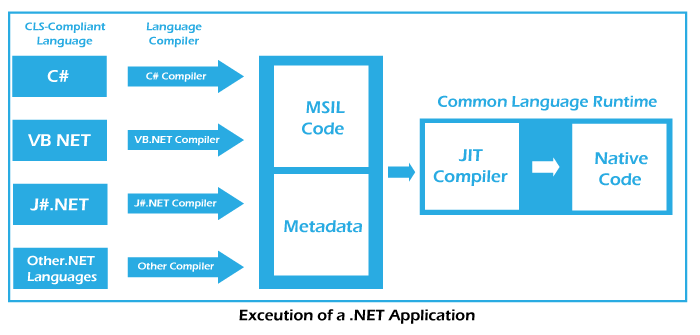 CLS-Compliant
Language
Language
Compiler
C#
C# Compiler
VB NET
VB.NET Compiler
J#.NET
J#.NET Compiler
Other.NET
Languages
Other Compiler
MSIL
Code
Metadata
Common Language Runtime
JIT
Compiler
Native
Code
Exceution of a .NET Application